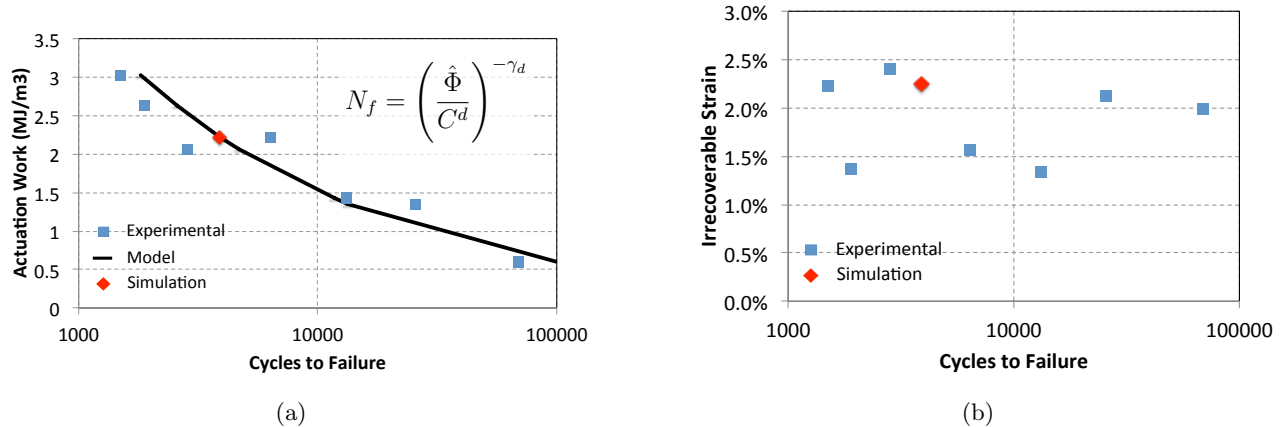 3.5
3
2.5
2
1.5
1
0.5
0
Actuation Work (MJ/m3)
N_f = (Φ̂ / C^d)^{-γ_d}
Experimental
Model
Simulation
1000 10000 100000
Cycles to Failure
(a)
3.0%
2.5%
2.0%
1.5%
1.0%
0.5%
0.0%
Irrecoverable Strain
Experimental
Simulation
1000 10000 100000
Cycles to Failure
(b)